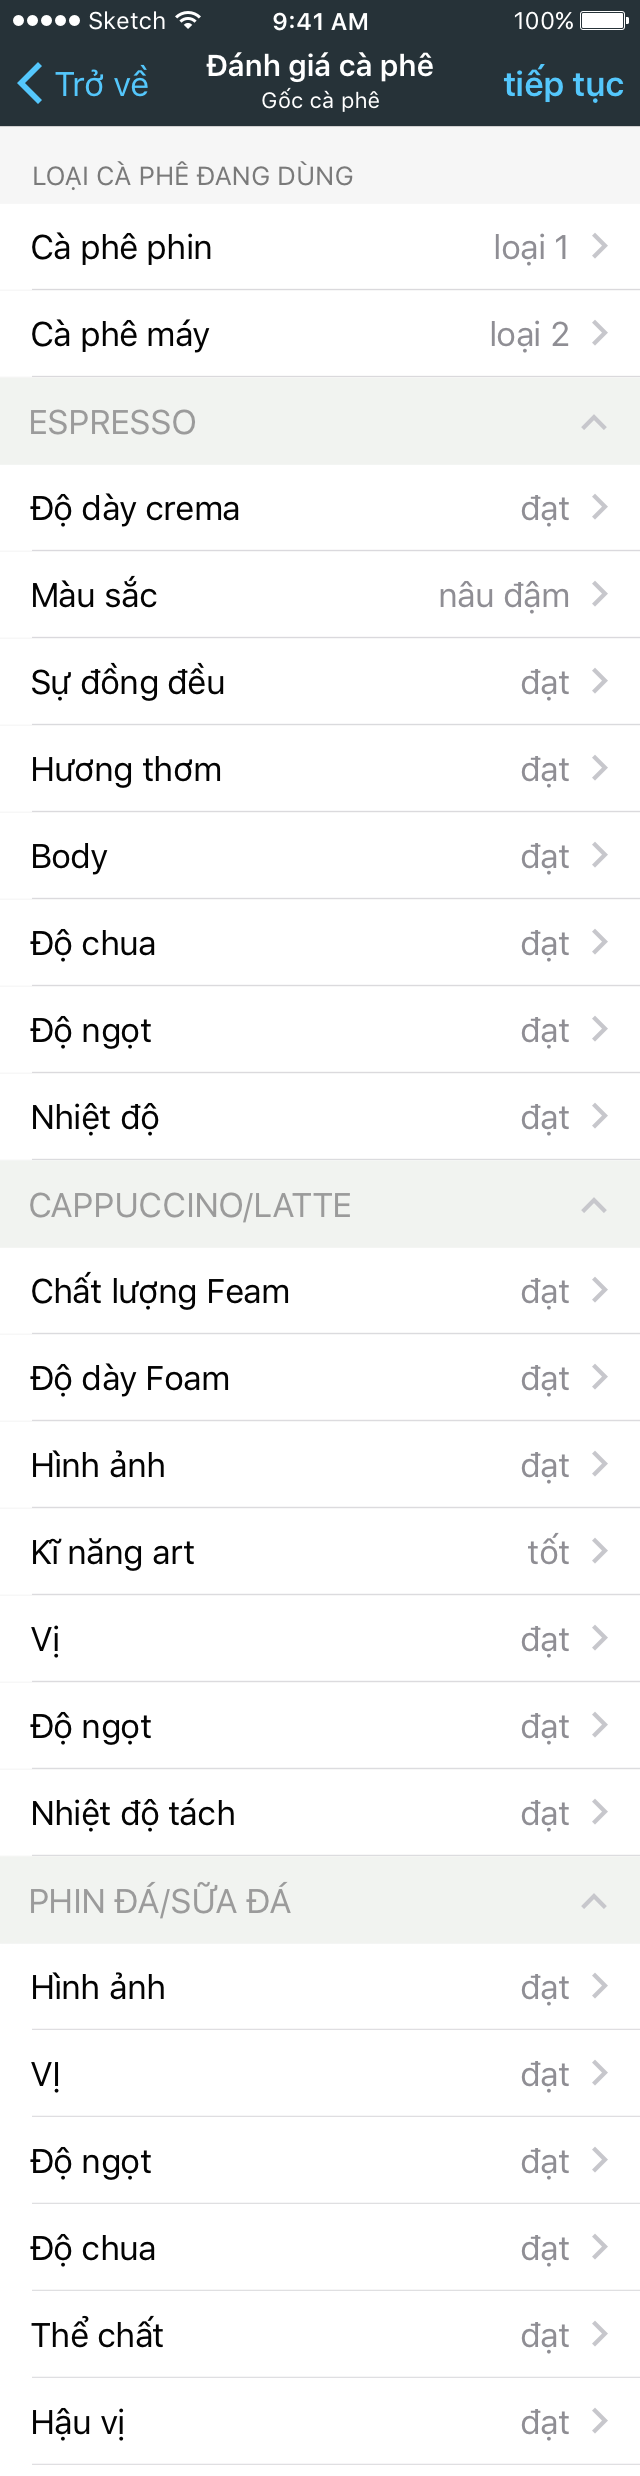 Sketch 9:41 AM 100%
Trở về Đánh giá cà phê tiếp tục
Gốc cà phê
LOẠI CÀ PHÊ ĐANG DÙNG
Cà phê phin loại 1
Cà phê máy loại 2
ESPRESSO
Độ dày crema đạt
Màu sắc nâu đậm
Sự đồng đều đạt
Hương thơm đạt
Body đạt
Độ chua đạt
Độ ngọt đạt
Nhiệt độ đạt
CAPPUCCINO/LATTE
Chất lượng Feam đạt
Độ dày Foam đạt
Hình ảnh đạt
Kĩ năng art tốt
Vị đạt
Độ ngọt đạt
Nhiệt độ tách đạt
PHIN ĐÁ/SỮA ĐÁ
Hình ảnh đạt
VỊ đạt
Độ ngọt đạt
Độ chua đạt
Thể chất đạt
Hậu vị đạt